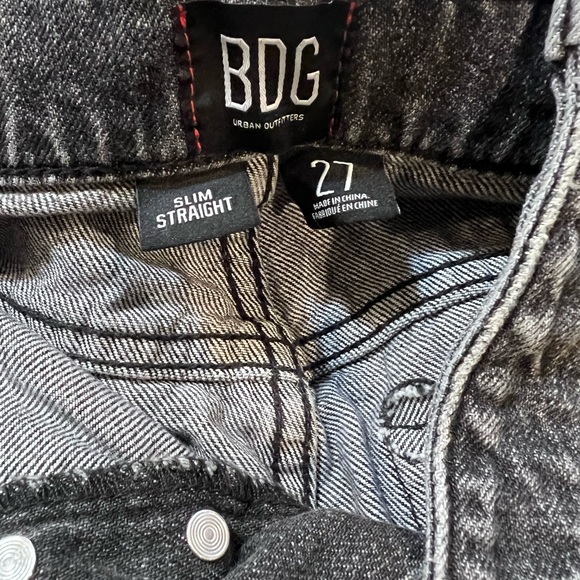 BDG
URBAN OUTFITTERS
SLIM
STRAIGHT
27
MADE IN CHINA.
FABRIQUÉ EN CHINE